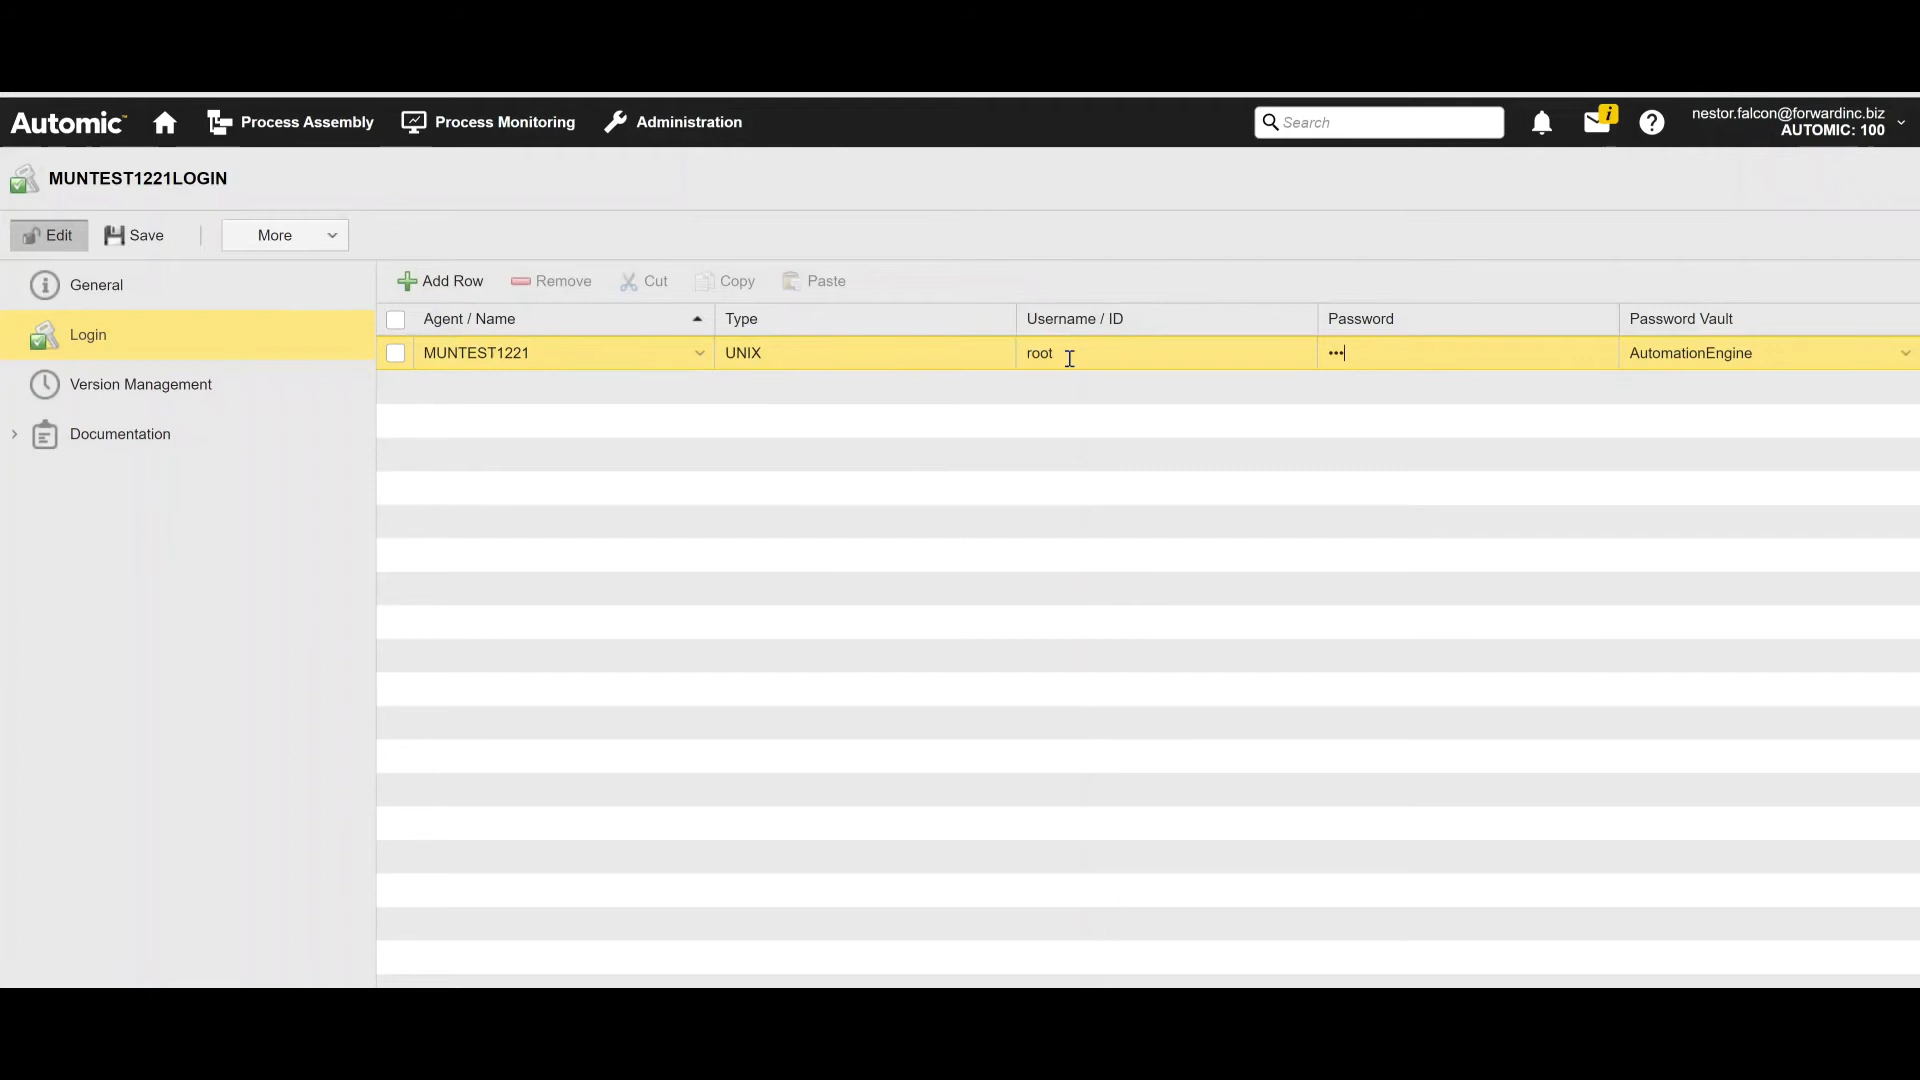 Automic™ Process Assembly Process Monitoring Administration Search i ? nestor.falcon@forwardinc.biz
AUTOMIC: 100
MUNTEST1221LOGIN
Edit Save More
General
Login
Version Management
Documentation
Add Row Remove Cut Copy Paste
Agent / Name Type Username / ID Password Password Vault
MUNTEST1221 UNIX root ••• AutomationEngine